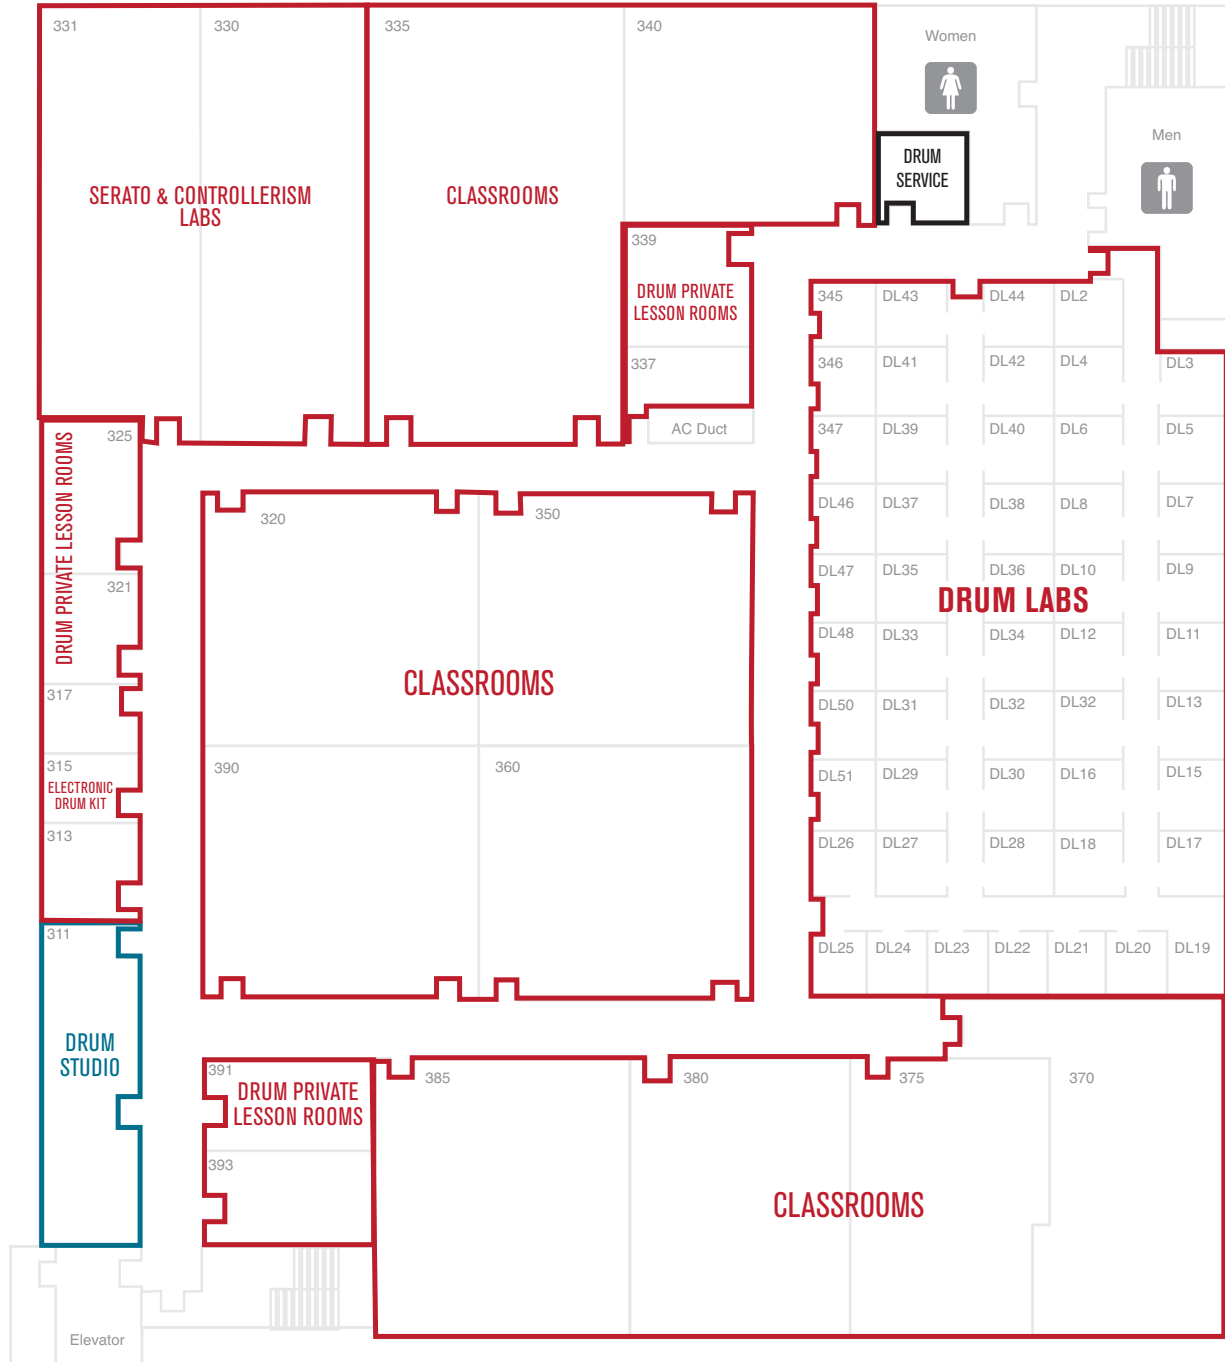 331
330
335
340
Women
Men
SERATO & CONTROLLERISM
LABS
CLASSROOMS
DRUM
SERVICE
339
DRUM PRIVATE
LESSON ROOMS
337
AC Duct
345
DL43
DL44
DL2
346
DL41
DL42
DL4
DL3
347
DL39
DL40
DL6
DL5
DL46
DL37
DL38
DL8
DL7
DL47
DL35
DL36
DL10
DL9
DRUM LABS
DL48
DL33
DL34
DL12
DL11
DL50
DL31
DL32
DL32
DL13
DL51
DL29
DL30
DL16
DL15
DL26
DL27
DL28
DL18
DL17
DL25
DL24
DL23
DL22
DL21
DL20
DL19
325
DRUM PRIVATE LESSON ROOMS
321
317
315
ELECTRONIC
DRUM KIT
313
320
350
CLASSROOMS
390
360
311
DRUM
STUDIO
391
DRUM PRIVATE
LESSON ROOMS
393
385
380
375
370
CLASSROOMS
Elevator